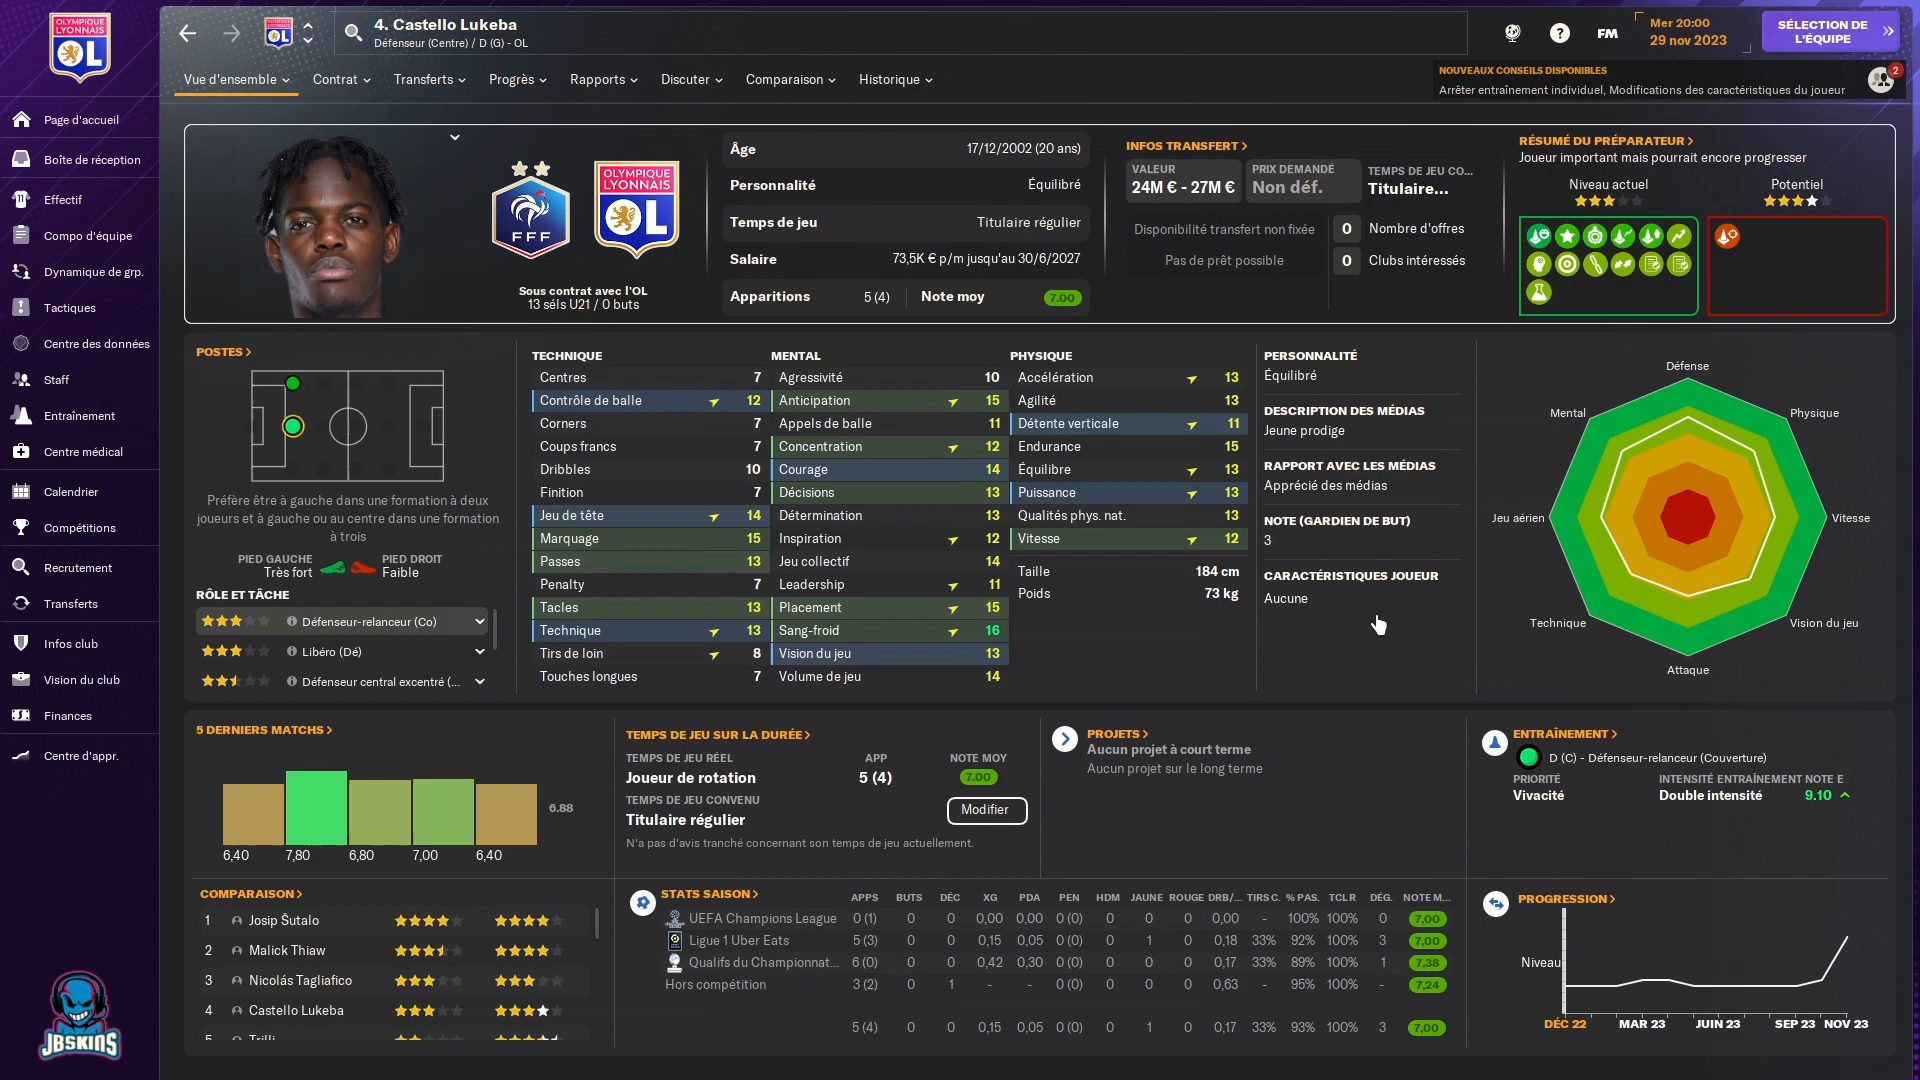 OLYMPIQUE
LYONNAIS
OL
4. Castello Lukeba
Défenseur (Centre) / D (G) - OL
FM
Mer 20:00
29 nov 2023
SÉLECTION DE
L'ÉQUIPE
Vue d'ensemble
Contrat
Transferts
Progrès
Rapports
Discuter
Comparaison
Historique
NOUVEAUX CONSEILS DISPONIBLES
Arrêter entraînement individuel, Modifications des caractéristiques du joueur
2
Page d'accueil
Boîte de réception
Effectif
Compo d'équipe
Dynamique de grp.
Tactiques
Centre des données
Staff
Entraînement
Centre médical
Calendrier
Compétitions
Recrutement
Transferts
Infos club
Vision du club
Finances
Centre d'appr.
JBSKINS
FFF
OLYMPIQUE
LYONNAIS
OL
Sous contrat avec l'OL
13 séls U21 / 0 buts
Âge 17/12/2002 (20 ans)
Personnalité Équilibré
Temps de jeu Titulaire régulier
Salaire 73,5K € p/m jusqu'au 30/6/2027
Apparitions 5 (4) Note moy 7.00
INFOS TRANSFERT >
VALEUR
24M € - 27M €
PRIX DEMANDÉ
Non déf.
TEMPS DE JEU CO...
Titulaire...
Disponibilité transfert non fixée
Pas de prêt possible
0 Nombre d'offres
0 Clubs intéressés
RÉSUMÉ DU PRÉPARATEUR >
Joueur important mais pourrait encore progresser
Niveau actuel
Potentiel
POSTES >
Préfère être à gauche dans une formation à deux
joueurs et à gauche ou au centre dans une formation
à trois
PIED GAUCHE
Très fort
PIED DROIT
Faible
RÔLE ET TÂCHE
Défenseur-relanceur (Co)
Libéro (Dé)
Défenseur central excentré (...
TECHNIQUE
Centres 7
Contrôle de balle 12
Corners 7
Coups francs 7
Dribbles 10
Finition 7
Jeu de tête 14
Marquage 15
Passes 13
Penalty 7
Tacles 13
Technique 13
Tirs de loin 8
Touches longues 7
MENTAL
Agressivité 10
Anticipation 15
Appels de balle 11
Concentration 12
Courage 14
Décisions 13
Détermination 13
Inspiration 12
Jeu collectif 14
Leadership 11
Placement 15
Sang-froid 16
Vision du jeu 13
Volume de jeu 14
PHYSIQUE
Accélération 13
Agilité 13
Détente verticale 11
Endurance 15
Équilibre 13
Puissance 13
Qualités phys. nat. 13
Vitesse 12
Taille 184 cm
Poids 73 kg
PERSONNALITÉ
Équilibré
DESCRIPTION DES MÉDIAS
Jeune prodige
RAPPORT AVEC LES MÉDIAS
Apprécié des médias
NOTE (GARDIEN DE BUT)
3
CARACTÉRISTIQUES JOUEUR
Aucune
Défense
Mental
Physique
Jeu aérien
Vitesse
Technique
Vision du jeu
Attaque
5 DERNIERS MATCHS >
6.88
6,40 7,80 6,80 7,00 6,40
TEMPS DE JEU SUR LA DURÉE >
TEMPS DE JEU RÉEL APP NOTE MOY
Joueur de rotation 5 (4) 7.00
TEMPS DE JEU CONVENU
Titulaire régulier
Modifier
N'a pas d'avis tranché concernant son temps de jeu actuellement.
PROJETS >
Aucun projet à court terme
Aucun projet sur le long terme
ENTRAÎNEMENT >
D (C) - Défenseur-relanceur (Couverture)
PRIORITÉ
Vivacité
INTENSITÉ ENTRAÎNEMENT NOTE E
Double intensité 9.10
COMPARAISON >
1 Josip Šutalo
2 Malick Thiaw
3 Nicolás Tagliafico
4 Castello Lukeba
5 Trilli
STATS SAISON > APPS BUTS DÉC XG PDA PEN HDM JAUNE ROUGE DRB/... TIRS C. % PAS. TCL R DÉG. NOTE M...
UEFA Champions League 0 (1) 0 0 0,00 0,00 0 (0) 0 0 0 0,00 - 100% 100% 0 7,00
Ligue 1 Uber Eats 5 (3) 0 0 0,15 0,05 0 (0) 0 1 0 0,18 33% 92% 100% 3 7,00
Qualifs du Championnat... 6 (0) 0 0 0,42 0,30 0 (0) 0 0 0 0,17 33% 89% 100% 1 7,38
Hors compétition 3 (2) 0 1 - - 0 (0) 0 0 0 0,63 - 95% 100% - 7,24
5 (4) 0 0 0,15 0,05 0 (0) 0 1 0 0,17 33% 93% 100% 3 7,00
PROGRESSION >
Niveau
DÉC 22 MAR 23 JUIN 23 SEP 23 NOV 23